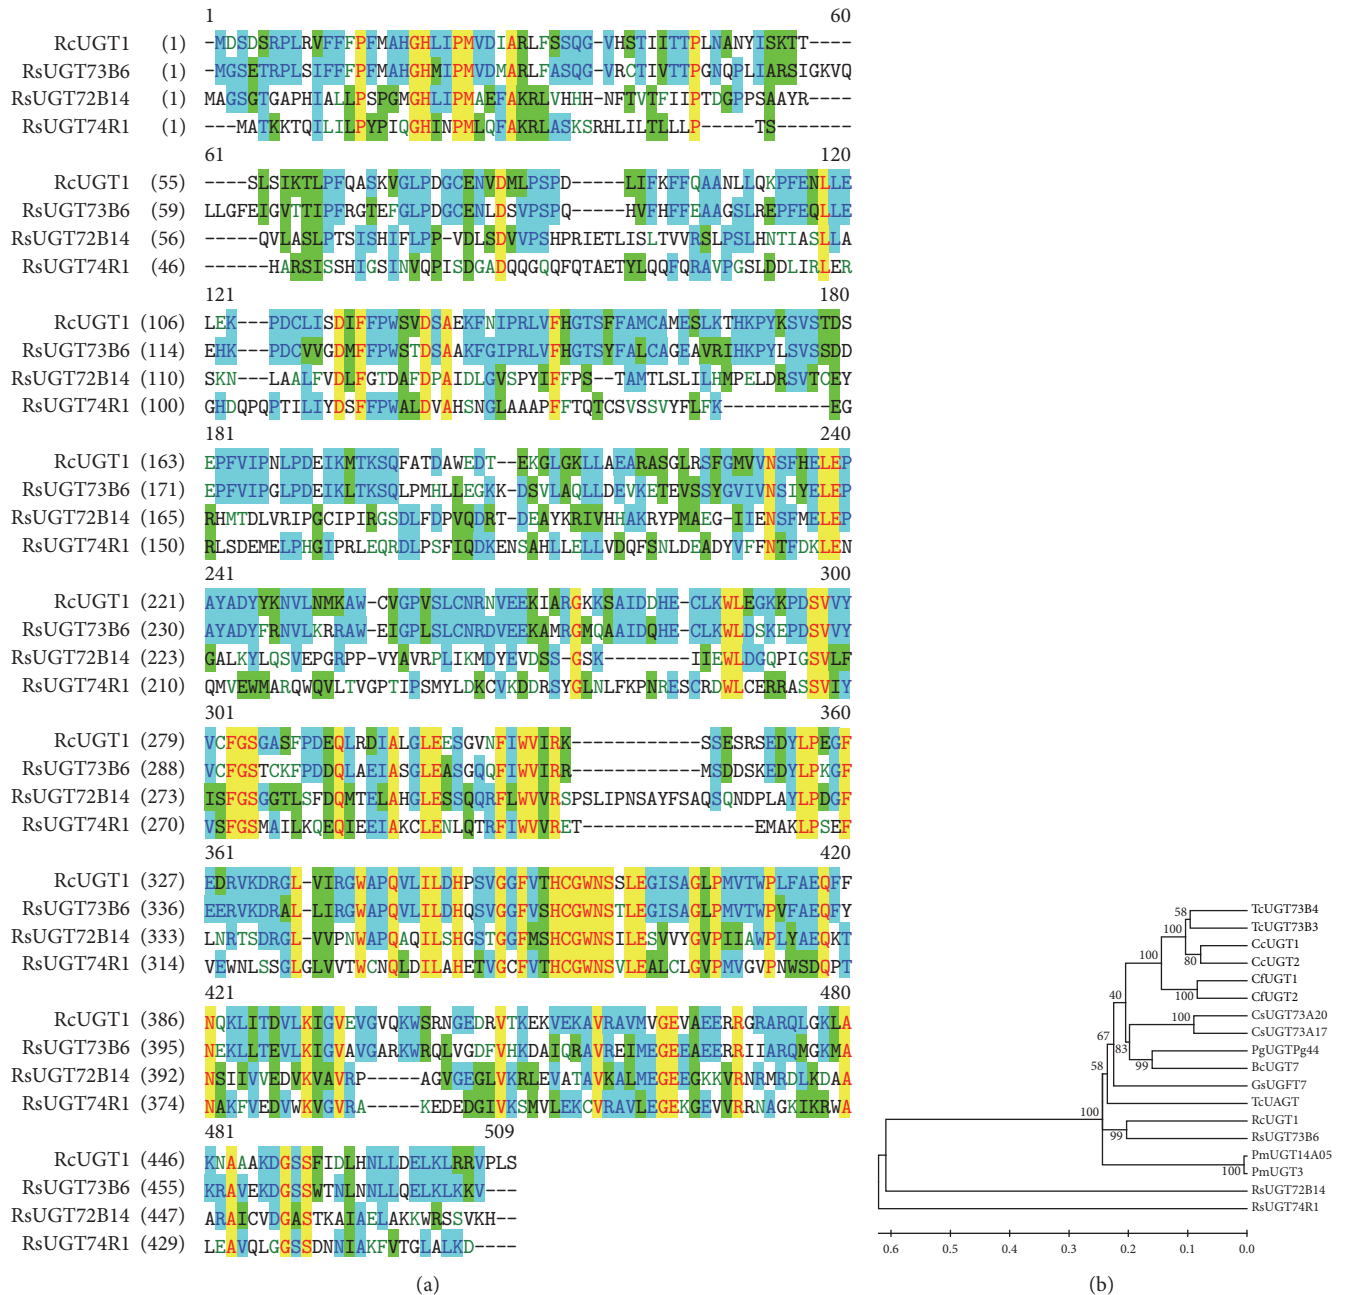 1 60
RcUGT1 (1) -MDSDSRPLRVFFFPFMAHGHLIPMVDIARLFSSQG-VHSTIITTPLNANYISKTT----
RsUGT73B6 (1) -MGSETRPLSIFFFPFMAHGHMIPMVDMARLFASQG-VRCTIVTTPGNQPLIARSIGKVQ
RsUGT72B14 (1) MAGSGTGAPHIALLPSPGMGHLIPMAEFAKRLVHHH-NFTVTFIIPTDGPPSAAYR----
RsUGT74R1 (1) ---MATKKTQILILPYPIQGHINPMLQFAKRLASKSRHLILTLLLP-----TS-------
61 120
RcUGT1 (55) ----SLSIKTLPFQASKVGLPDGCENVDMLPSPD-----LIFKFFQAANLLQKPFENLLE
RsUGT73B6 (59) LLGFEIGVTTIPFRGTEFGLPDGCENLDSVPSPQ-----HVFHFFEAAGSLREPFEQLLE
RsUGT72B14 (56) -----QVLASLPTSISHIFLPP-VDLSDVVPSHPRIETLISLTVVRSLPSLHNTIASLLA
RsUGT74R1 (46) ------HARSISSHIGSINVQPISDGADQQGQQFQTAETYLQQFQRAVPGSLDDLIRLER
121 180
RcUGT1 (106) LEK---PDCLISDIFFPWSVDSAEKFNIPRLVFHGTSFFAMCAMESLKTHKPYKSVSTDS
RsUGT73B6 (114) EHK---PDCVVGDMFFPWSTDSAAKFGIPRLVFHGTSYFALCAGEAVRIHKPYLSVSSDD
RsUGT72B14 (110) SKN---LAALFVDLFGTDAFDPAIDLGVSPYIFFPS--TAMTLSLILHMPELDRSVTCEY
RsUGT74R1 (100) GHDQPQPTILIYDSFFPWALDVAHSNGLAAAPFFTQTCSVSSVYFLFK----------EG
181 240
RcUGT1 (163) EPFVIPNLPDEIKMTKSQFATDAWEDT--EKGLGKLLAEARASGLRSFGMVVNSFHELEP
RsUGT73B6 (171) EPFVIPGLPDEIKLTKSQLPMHLLEGKK-DSVLAQLLDEVKETEVSSYGVIVNSIYELEP
RsUGT72B14 (165) RHMTDLVRIPGCIPIRGSDLFDPVQDRT-DEAYKRIVHHAKRYPMAEG-IIENSFMELEP
RsUGT74R1 (150) RLSDEMELPHGIPRLEQRDLPSFIQDKENSAHLLELLVDQFSNLDEADYVFFNTFDKLEN
241 300
RcUGT1 (221) AYADYYKNVLNMKAW-CVGPVSLCNRNVEEKIARGKKSAIDDHE-CLKWLEGKKPDSVVY
RsUGT73B6 (230) AYADYFRNVLKRRAW-EIGPLSLCNRDVEEKAMRGMQAAIDQHE-CLKWLDSKEPDSVVY
RsUGT72B14 (223) GALKYLQSVEPGRPP-VYAVRPLIKMDYEVDSS-GSK-------IIEWLDGQPIGSVLF
RsUGT74R1 (210) QMVEWMARQWQVLTVGPTIPSMYLDKCVKDDRSYGLNLFKPNRESCRDWLCERRASSVIY
301 360
RcUGT1 (279) VCFGSGASFPDEQLRDIALGLEESGVNFIWVIRK------------SSESRSEDYLPEGF
RsUGT73B6 (288) VCFGSTCKFPDDQLAEIASGLEASGQQFIWVIRR------------MSDDSKEDYLPKGF
RsUGT72B14 (273) ISFGSGGTLSFDQMTELAHGLESSQQRFLWVVRSPSLIPNSAYFSAQSQNDPLAYLPDGF
RsUGT74R1 (270) VSFGSMAILKQEQIEEIAKCLENLQTRFIWVVRET----------------EMAKLPSEF
361 420
RcUGT1 (327) EDRVKDRGL-VIRGWAPQVLILDHPSVGGFVTHCGWNSSLEGISAGLPMVTWPLFAEQFF
RsUGT73B6 (336) EERVKDRAL-LIRGWAPQVLILDHQSVGGFVSHCGWNSTLEGISAGLPMVTWPVFAEQFY
RsUGT72B14 (333) LNRTSDRGL-VVPNWAPQAQILSHGSTGGFMSHCGWNSILESVVYGVPIIAWPLYAEQKT
RsUGT74R1 (314) VEWNLSSGLGLVVTWCNQLDILAHETVGCFVTHCGWNSVLEALCLGVPMVGVPNWSDQPT
421 480
RcUGT1 (386) NQKLITDVLKIGVEVGVQKWSRNGEDRVTKEKVEKAVRAVMVGEVAEERRGRARQLGKLA
RsUGT73B6 (395) NEKLLTEVLKIGVAVGARKWRQLVGDFVHKDAIQRAVREIMEGEEAEERRIIARQMGKMA
RsUGT72B14 (392) NSIIVVEDVKVAVRP-----AGVGEGLVKRLEVATAVKALMEGEEGKKVRNRMRDLKDAA
RsUGT74R1 (374) NAKFVEDVWKVGVRA-----KEDEDGIVKSMVLEKCVRAVLEGEKGEVVRRNAGKIKRWA
481 509
RcUGT1 (446) KNAAAKDGSSFIDLHNLLDELKLRRVPLS
RsUGT73B6 (455) KRAVEKDGSSWTNLNNLLQELKLKKV---
RsUGT72B14 (447) ARAICVDGASTKAIAELAKKWRSSVKH--
RsUGT74R1 (429) LEAVQLGGSSDNNIAKFVTGLALKD----
(a)
58
TcUGT73B4
TcUGT73B3
100
CcUGT1
80
CcUGT2
100
CfUGT1
100
CfUGT2
40
100
CsUGT73A20
CsUGT73A17
67
83
PgUGTPg44
99
BcUGT7
58
GsUGFT7
TcUAGT
100
RcUGT1
99
RsUGT73B6
PmUGT14A05
100
PmUGT3
RsUGT72B14
RsUGT74R1
0.6 0.5 0.4 0.3 0.2 0.1 0.0
(b)